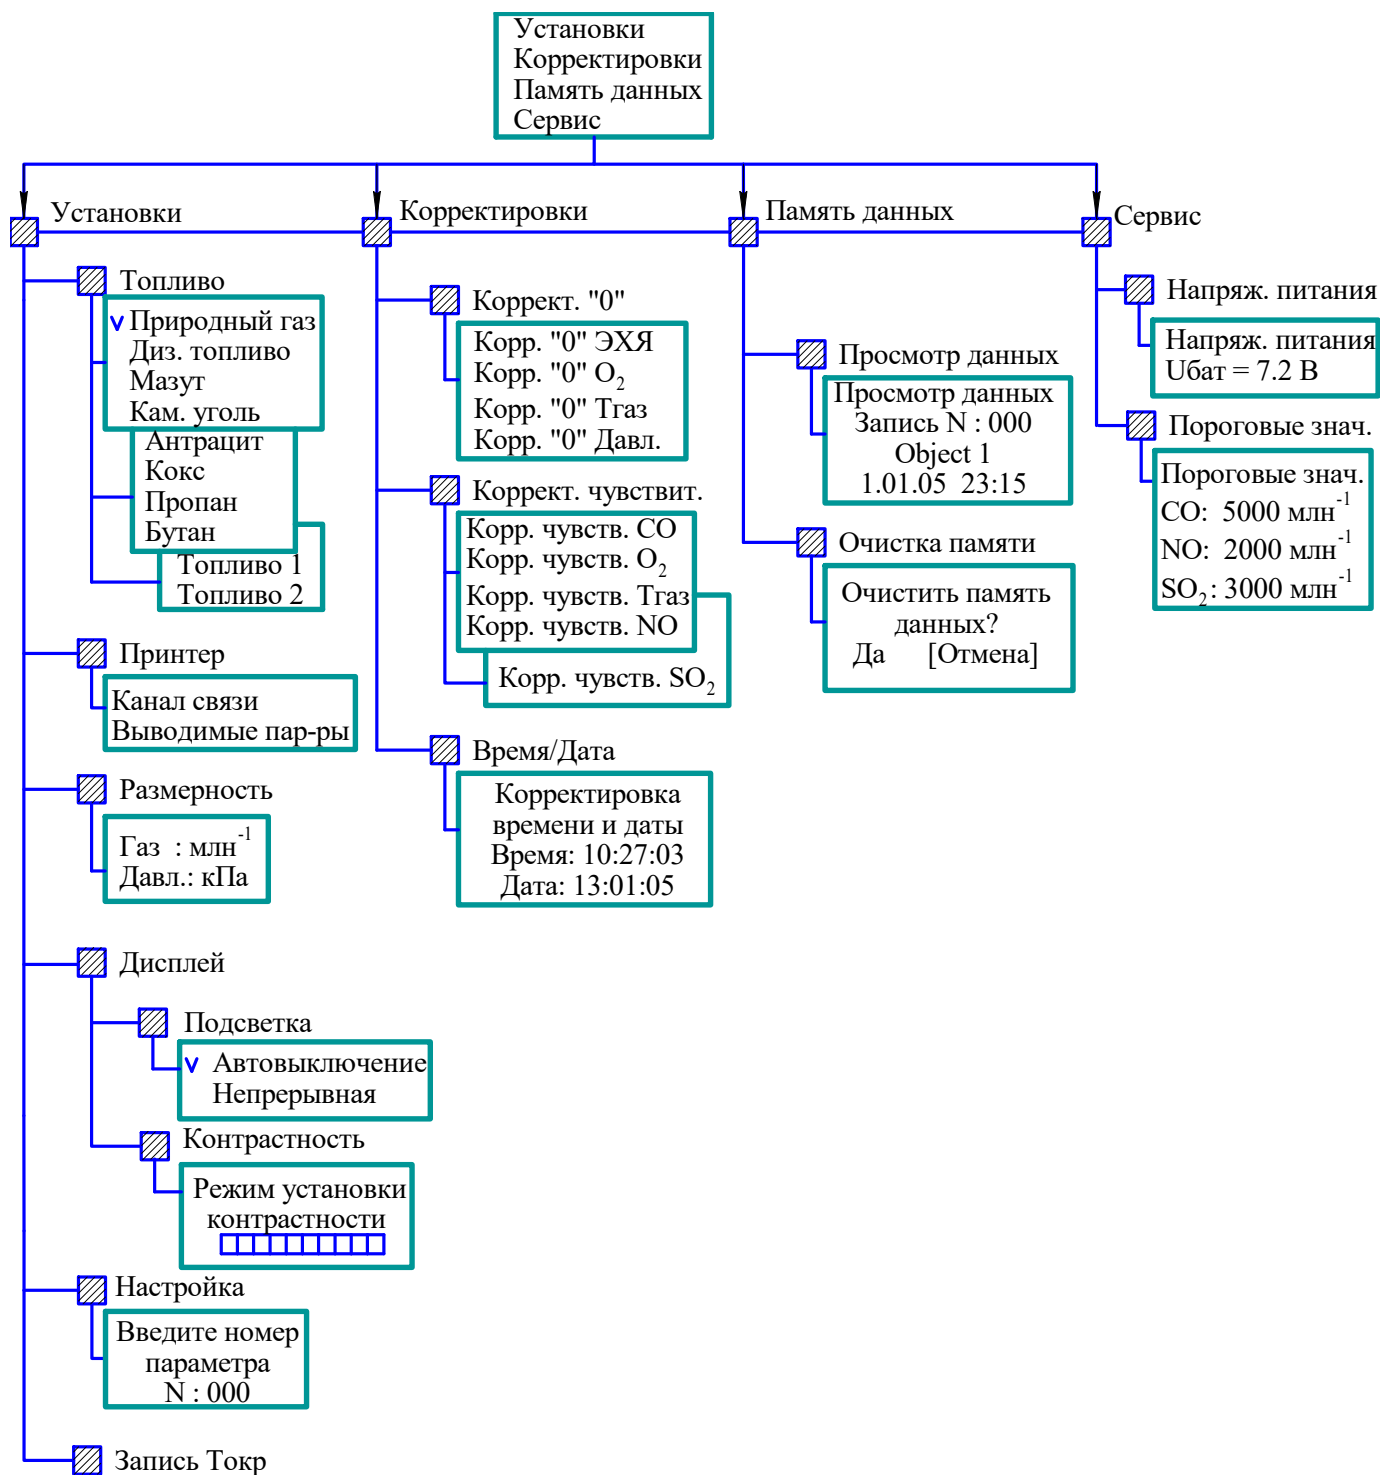 Установки
Корректировки
Память данных
Сервис
Установки
Топливо
Природный газ
Диз. топливо
Мазут
Кам. уголь
Антрацит
Кокс
Пропан
Бутан
Топливо 1
Топливо 2
Принтер
Канал связи
Выводимые пар-ры
Размерность
Газ : млн⁻¹
Давл.: кПа
Дисплей
Подсветка
v Автовыключение
Непрерывная
Контрастность
Режим установки
контрастности
Настройка
Введите номер
параметра
N : 000
Запись Токр
Корректировки
Коррект. "0"
Корр. "0" ЭХЯ
Корр. "0" O₂
Корр. "0" Тгаз
Корр. "0" Давл.
Коррект. чувствит.
Корр. чувств. CO
Корр. чувств. O₂
Корр. чувств. Тгаз
Корр. чувств. NO
Корр. чувств. SO₂
Время/Дата
Корректировка
времени и даты
Время: 10:27:03
Дата: 13:01:05
Память данных
Просмотр данных
Просмотр данных
Запись N : 000
Object 1
1.01.05 23:15
Очистка памяти
Очистить память
данных?
Да [Отмена]
Сервис
Напряж. питания
Напряж. питания
Uбат = 7.2 В
Пороговые знач.
Пороговые знач.
CO: 5000 млн⁻¹
NO: 2000 млн⁻¹
SO₂: 3000 млн⁻¹